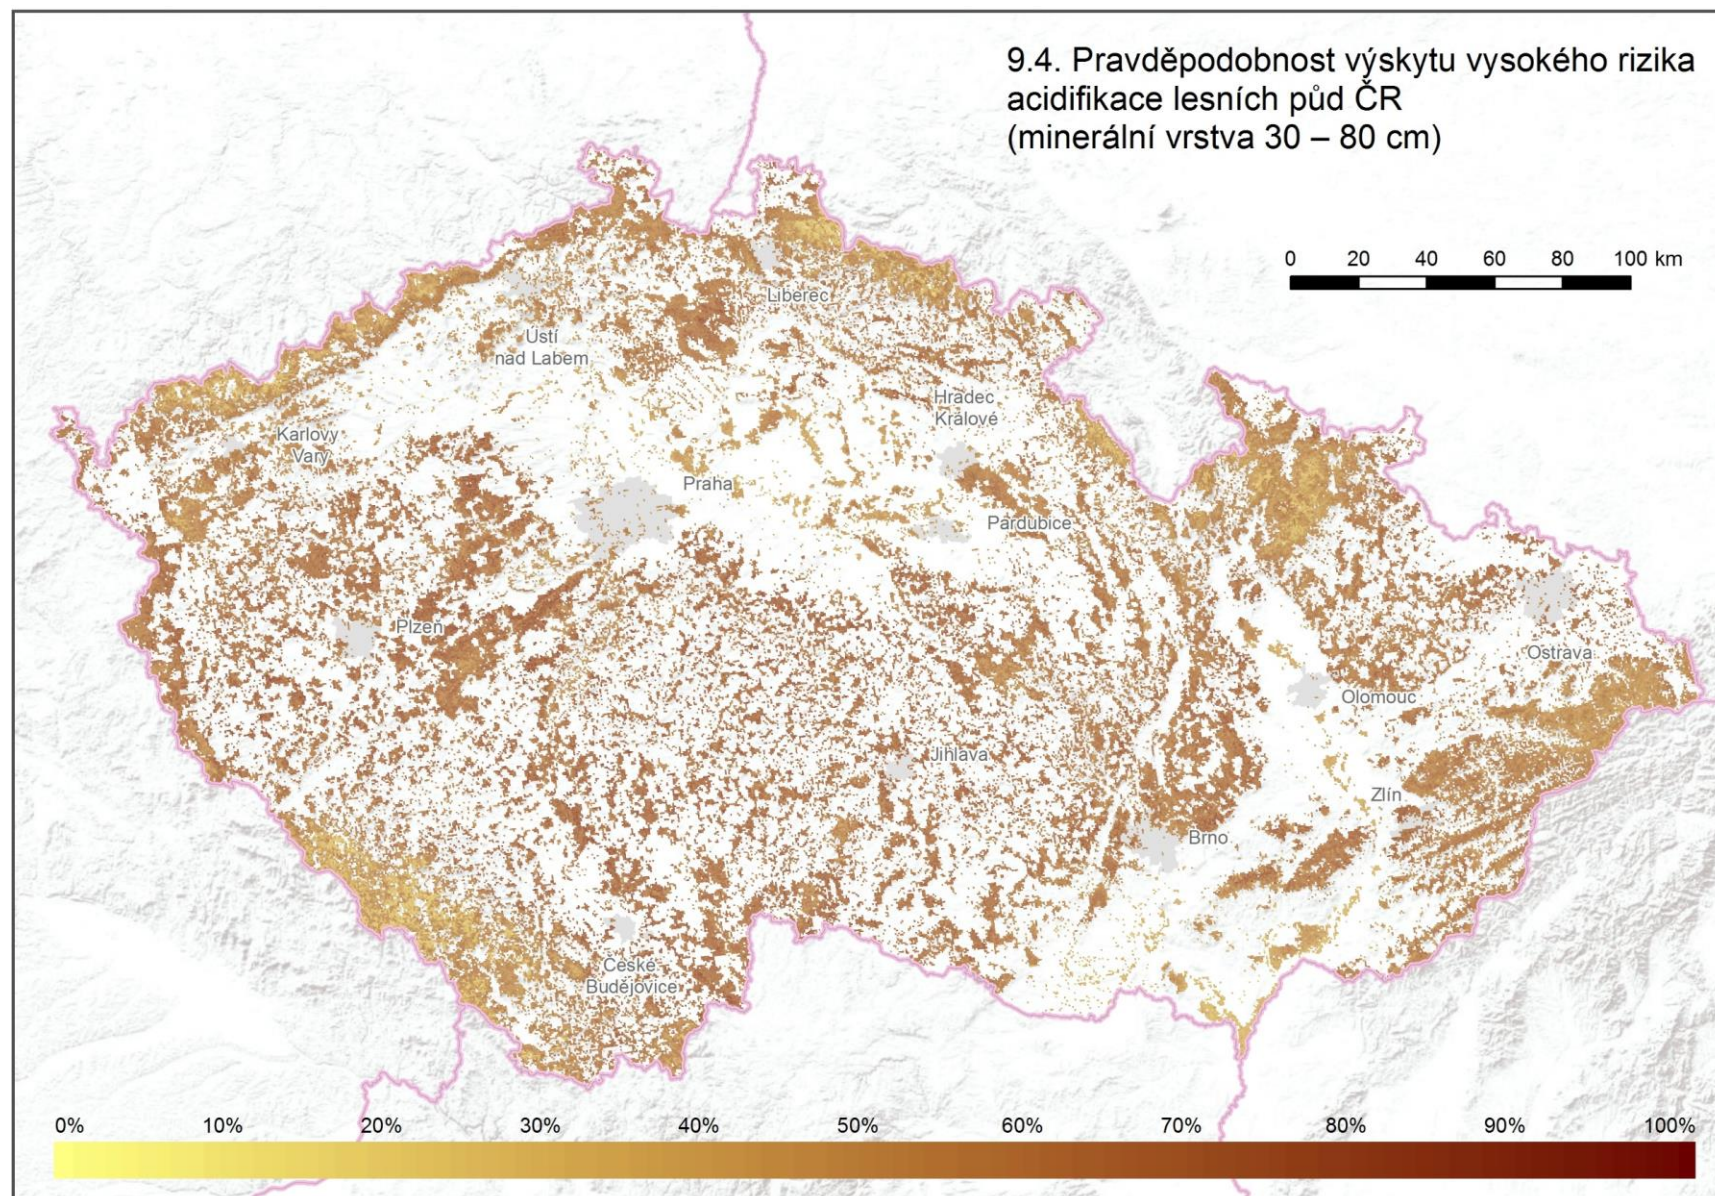 9.4. Pravděpodobnost výskytu vysokého rizika
acidifikace lesních půd ČR
(minerální vrstva 30 – 80 cm)
0 20 40 60 80 100 km
Liberec
Ústí
nad Labem
Hradec
Králové
Karlovy
Vary
Praha
Pardubice
Plzeň
Ostrava
Olomouc
Jihlava
Zlín
Brno
České
Budějovice
0% 10% 20% 30% 40% 50% 60% 70% 80% 90% 100%